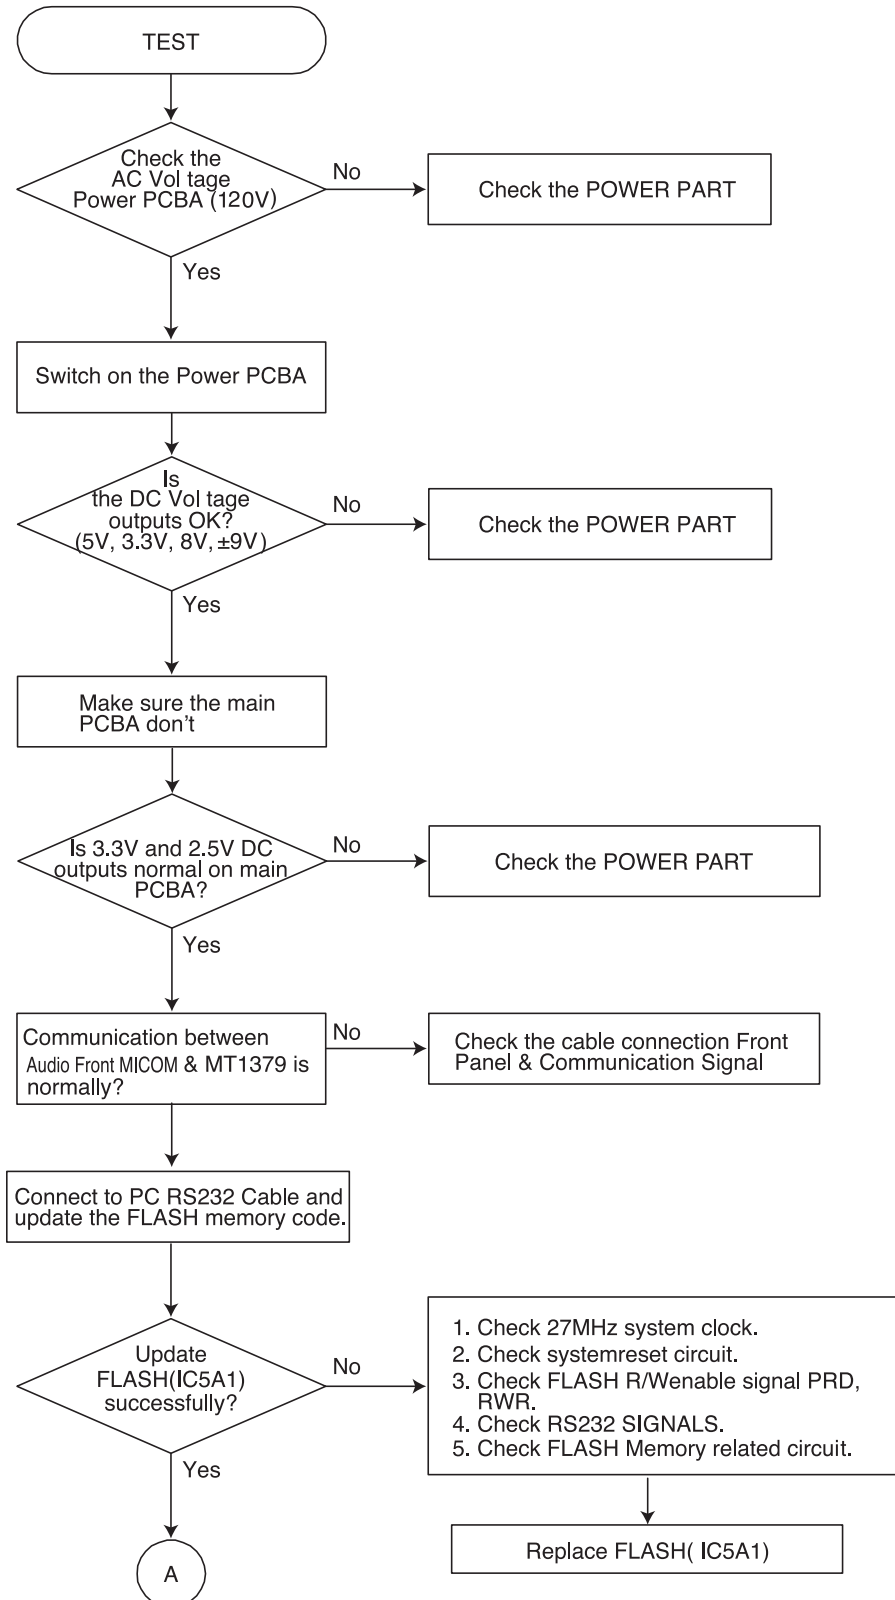 TEST
Check the
AC Vol tage
Power PCBA (120V)
No
Check the POWER PART
Yes
Switch on the Power PCBA
Is
the DC Vol tage
outputs OK?
(5V, 3.3V, 8V, ±9V)
No
Check the POWER PART
Yes
Make sure the main
PCBA don't
Is 3.3V and 2.5V DC
outputs normal on main
PCBA?
No
Check the POWER PART
Yes
Communication between
Audio Front MICOM & MT1379 is
normally?
No
Check the cable connection Front
Panel & Communication Signal
Connect to PC RS232 Cable and
update the FLASH memory code.
Update
FLASH(IC5A1)
successfully?
No
1. Check 27MHz system clock.
2. Check systemreset circuit.
3. Check FLASH R/Wenable signal PRD,
RWR.
4. Check RS232 SIGNALS.
5. Check FLASH Memory related circuit.
Yes
Replace FLASH( IC5A1)
A